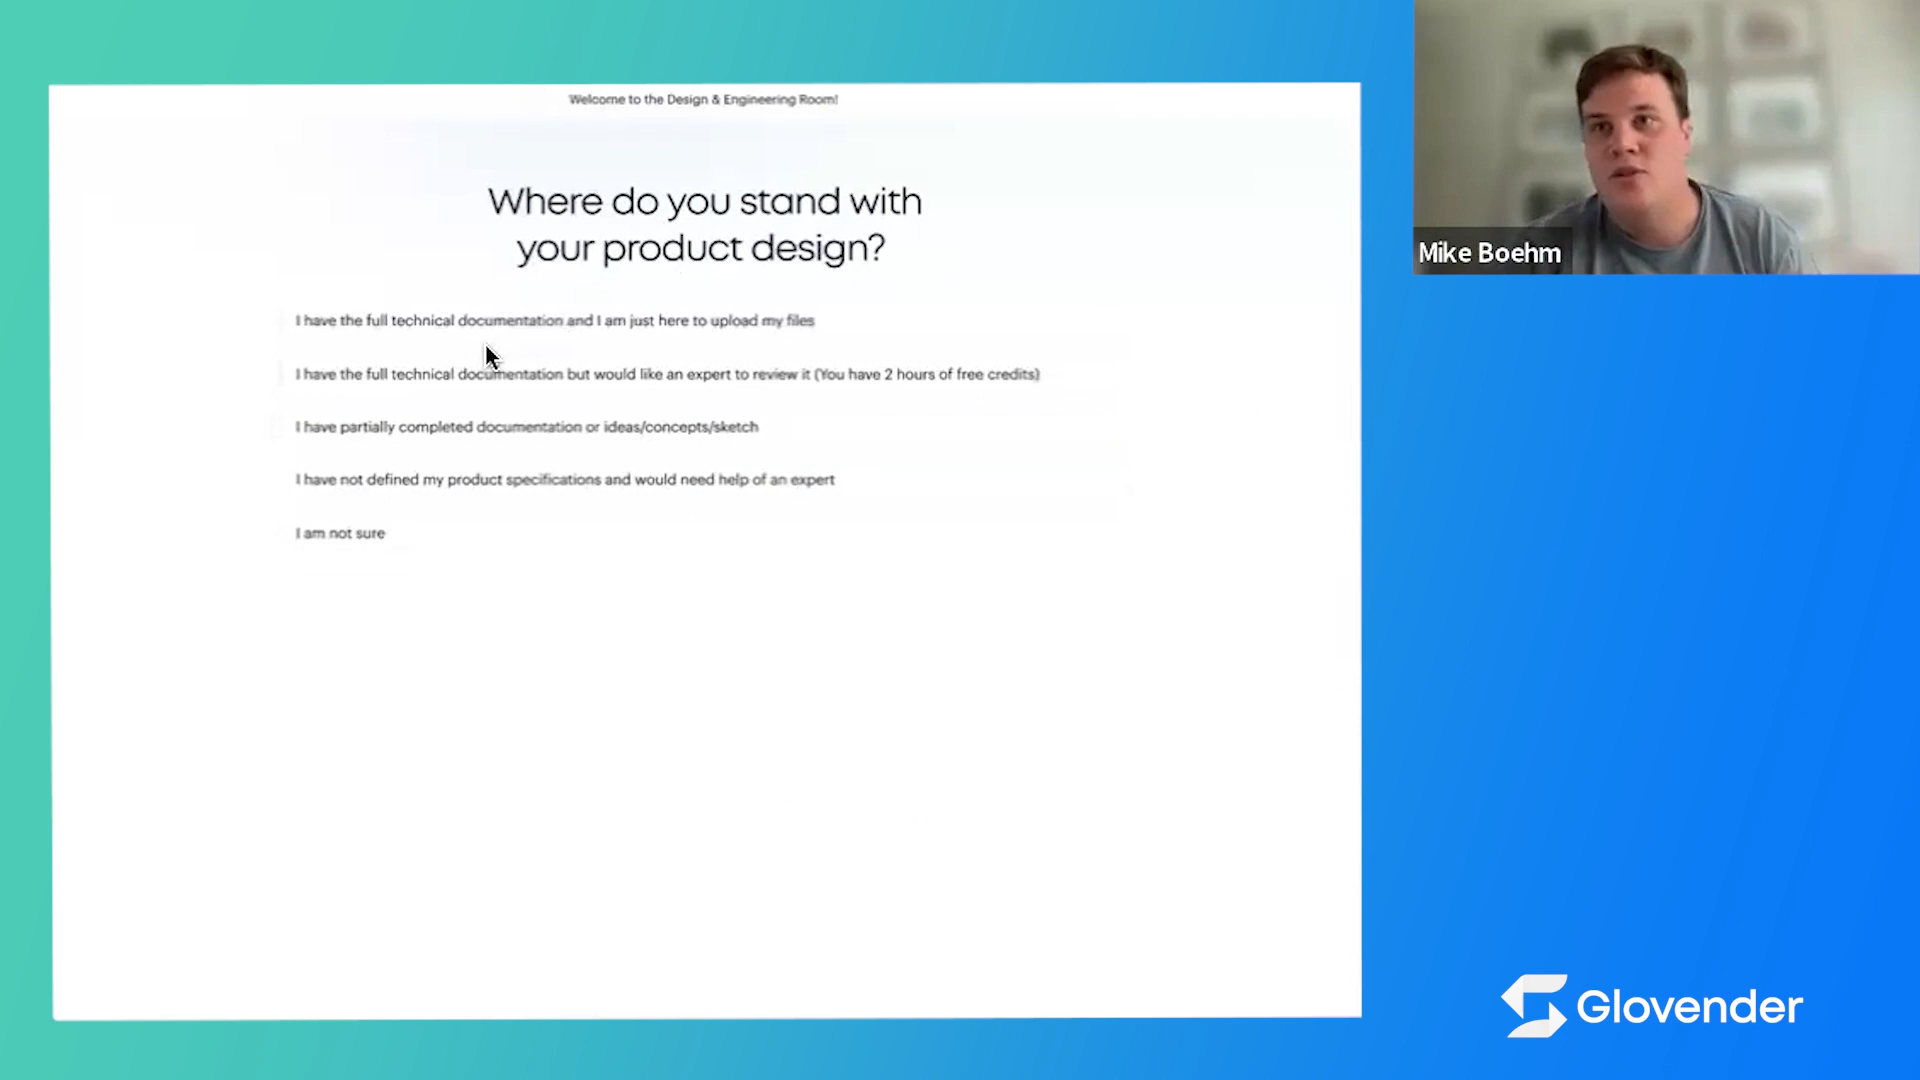 Welcome to the Design & Engineering Room!
Where do you stand with
your product design?
I have the full technical documentation and I am just here to upload my files
I have the full technical documentation but would like an expert to review it (You have 2 hours of free credits)
I have partially completed documentation or ideas/concepts/sketch
I have not defined my product specifications and would need help of an expert
I am not sure
Mike Boehm
Glovender